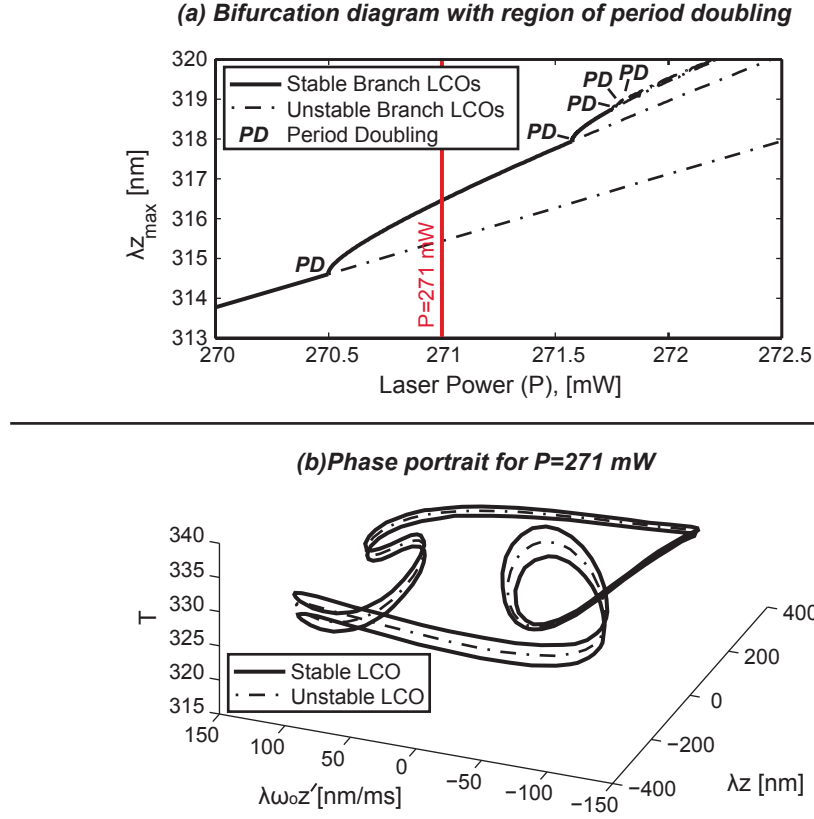 (a) Bifurcation diagram with region of period doubling
320
319
318
317
316
315
314
313
λz_max [nm]
Stable Branch LCOs
Unstable Branch LCOs
PD Period Doubling
PD
PD
PD
PD
PD
P=271 mW
270
270.5
271
271.5
272
272.5
Laser Power (P), [mW]
(b)Phase portrait for P=271 mW
340
335
330
325
320
315
T
Stable LCO
Unstable LCO
150
100
50
0
−50
−100
−150
λω₀z′[nm/ms]
400
200
0
−200
−400
λz [nm]